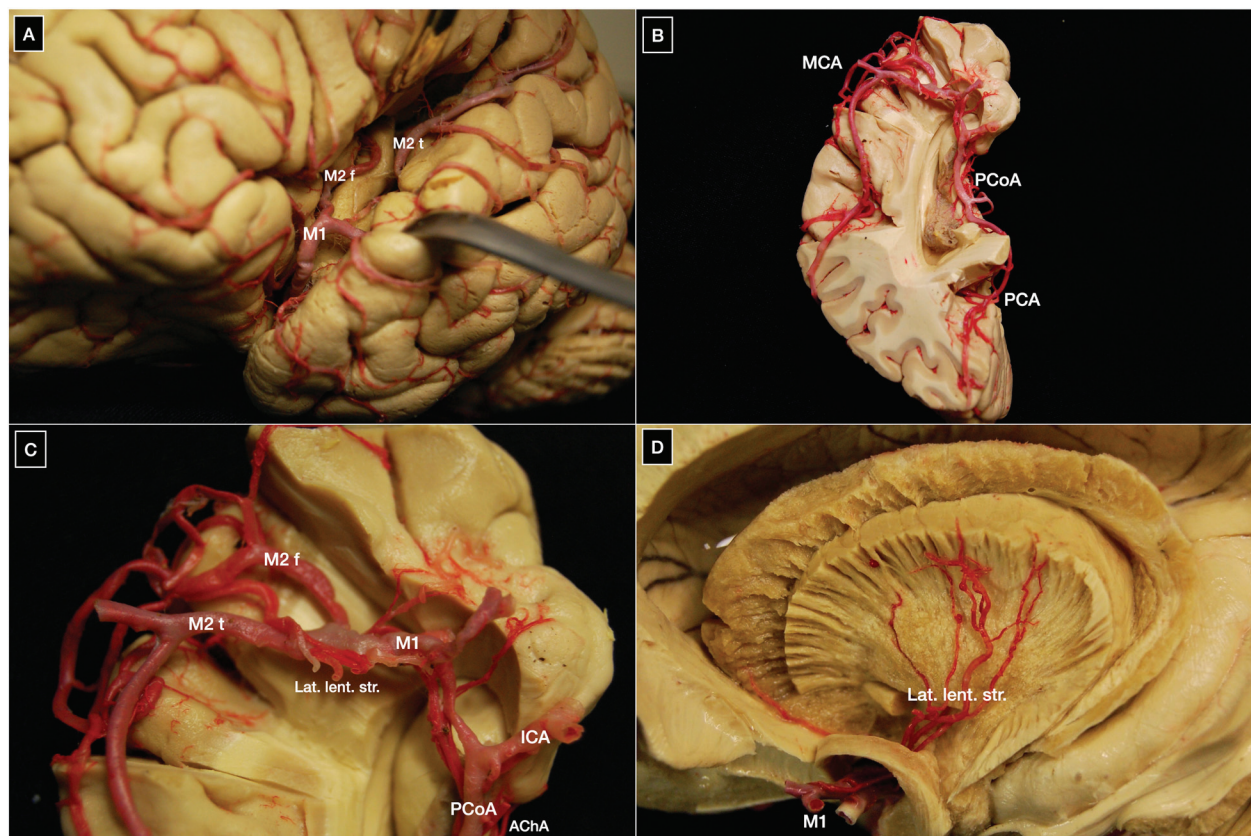 A
M2 t
M2 f
M1
B
MCA
PCoA
PCA
C
M2 f
M2 t
M1
Lat. lent. str.
ICA
PCoA
AChA
D
Lat. lent. str.
M1